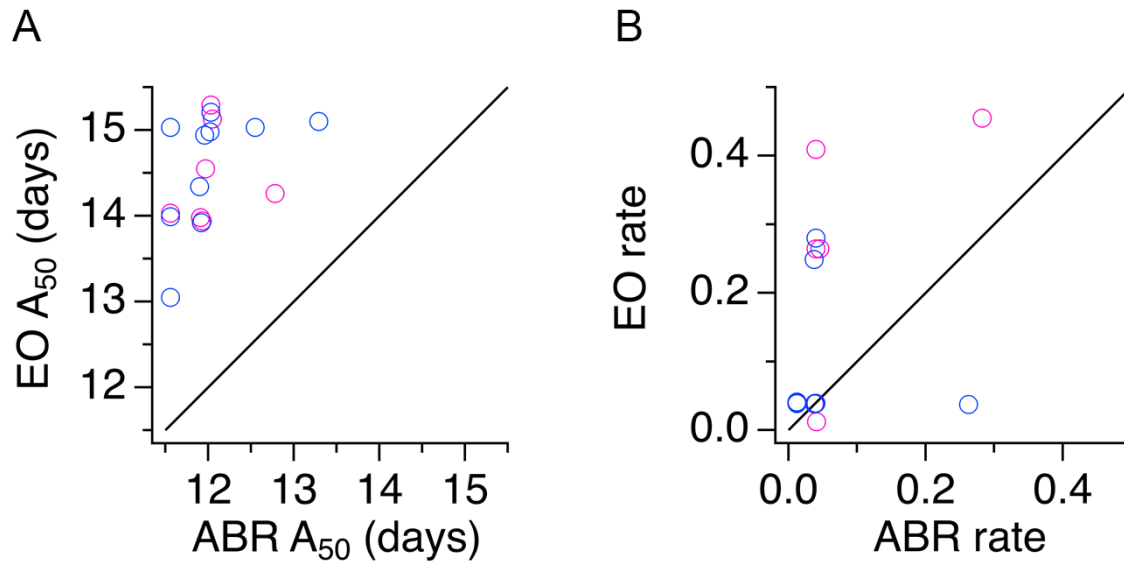 A
B
EO A₅₀ (days)
15
14
13
12
12 13 14 15
ABR A₅₀ (days)
EO rate
0.4
0.2
0.0
0.0 0.2 0.4
ABR rate